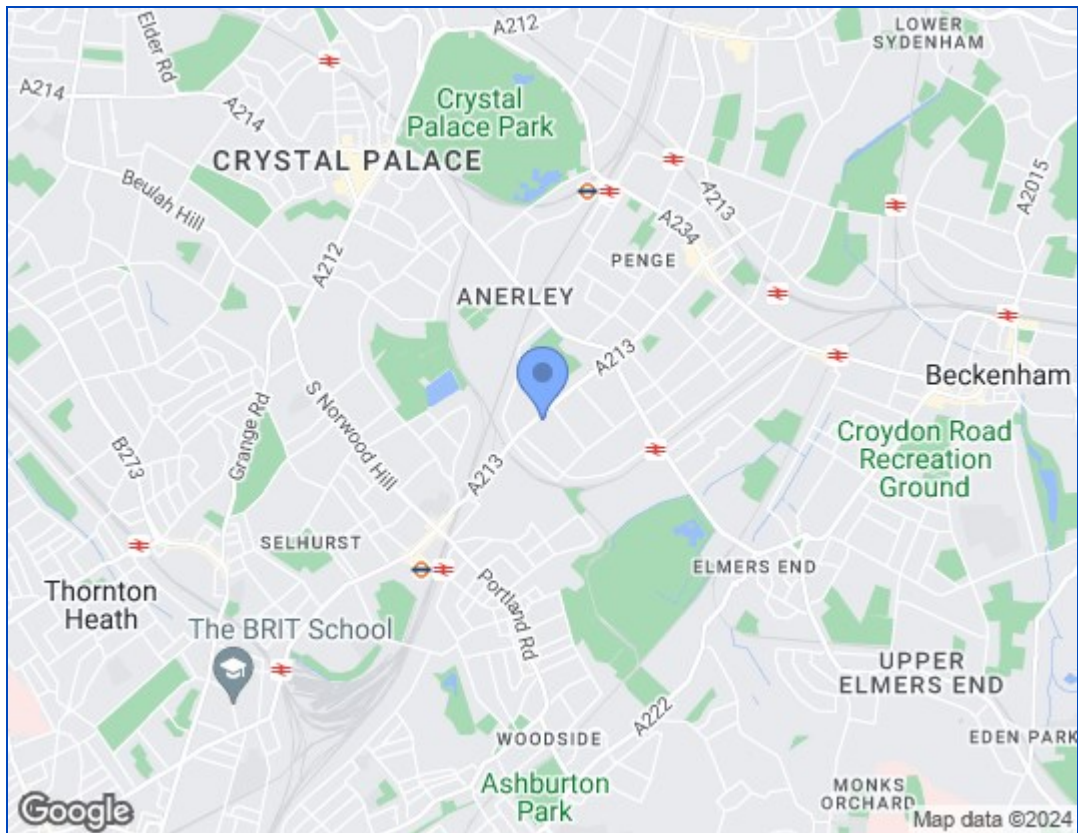 A212
LOWER
SYDENHAM
Elder Rd
A214
A214
Crystal
Palace Park
CRYSTAL PALACE
Beulah Hill
A213
A2015
A234
A212
PENGE
ANERLEY
A213
Beckenham
S Norwood Hill
Grange Rd
B273
Croydon Road
Recreation
Ground
A213
SELHURST
ELMERS END
Thornton
Heath
Portland Rd
The BRIT School
UPPER
ELMERS END
A222
WOODSIDE
EDEN PARK
Ashburton
Park
MONKS
ORCHARD
Google
Map data ©2024